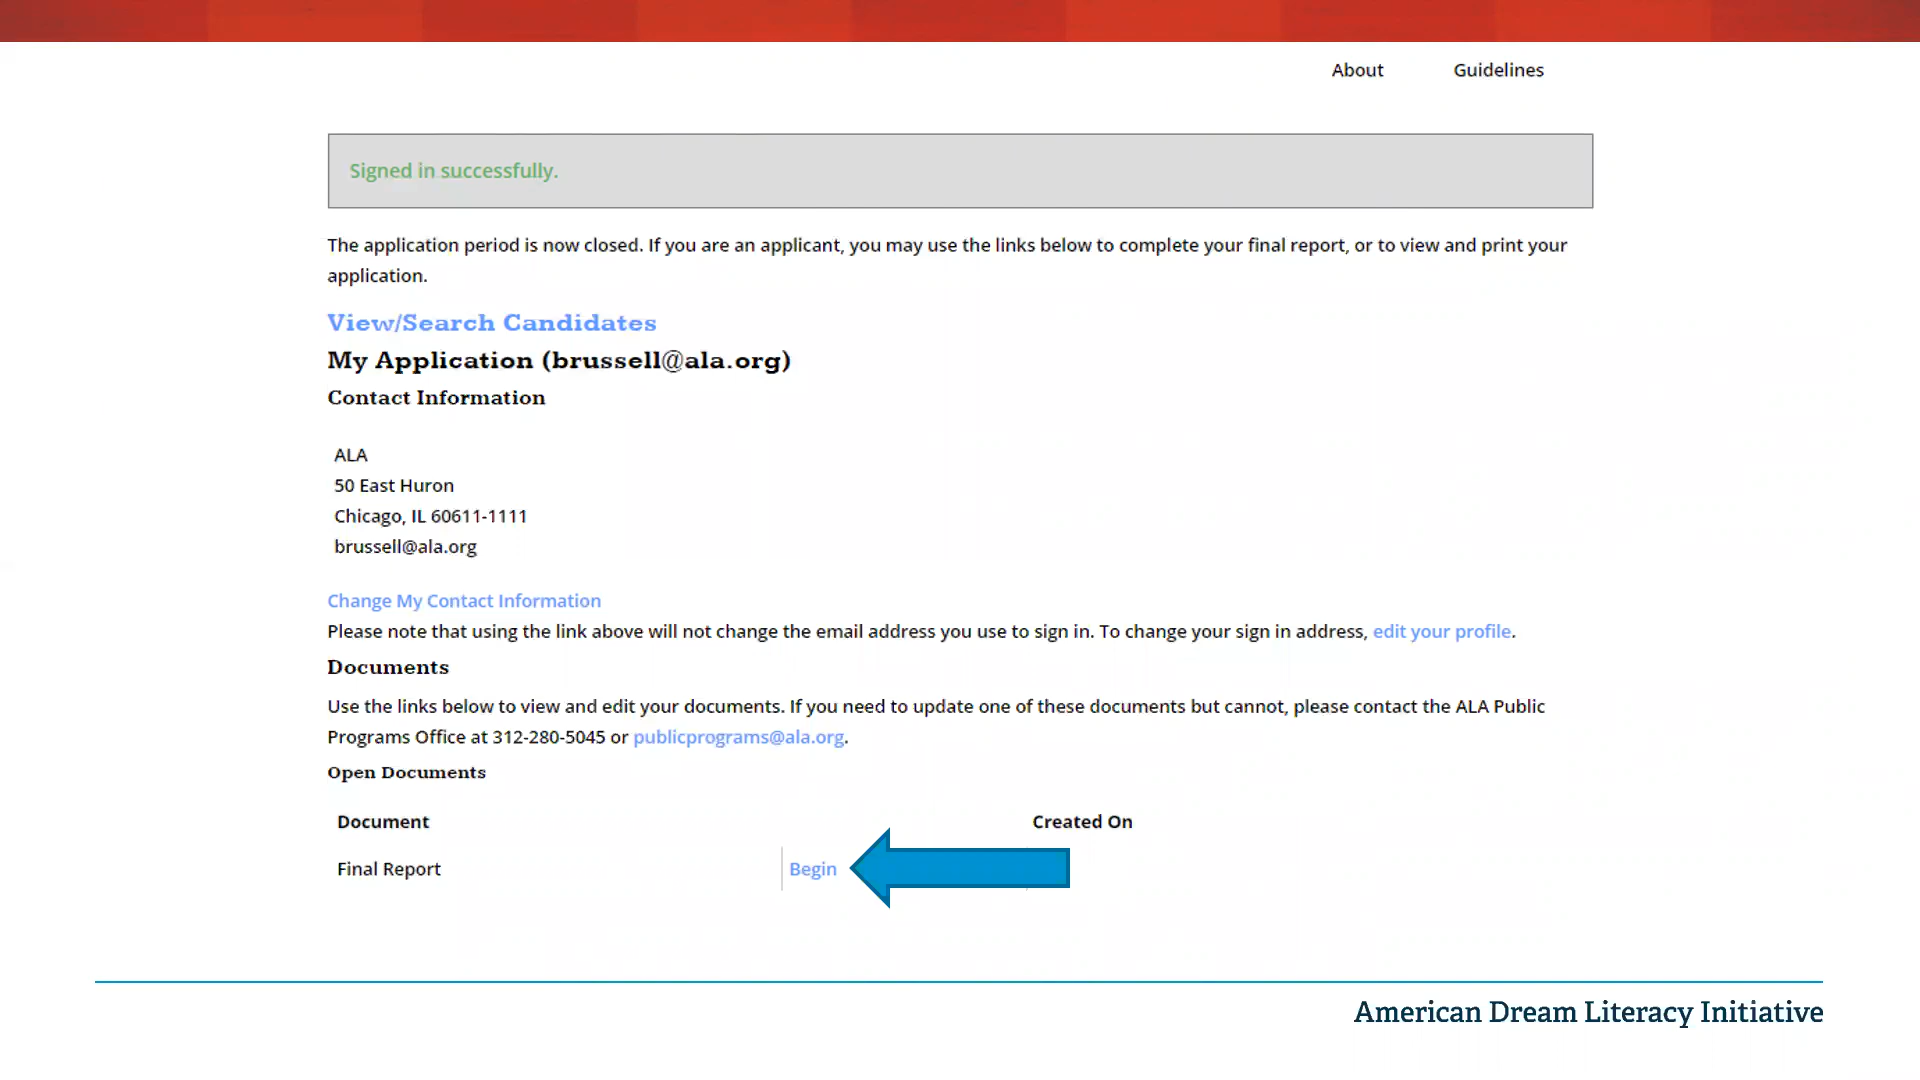 About Guidelines
Signed in successfully.
The application period is now closed. If you are an applicant, you may use the links below to complete your final report, or to view and print your
application.
View/Search Candidates
My Application (brussell@ala.org)
Contact Information
ALA
50 East Huron
Chicago, IL 60611-1111
brussell@ala.org
Change My Contact Information
Please note that using the link above will not change the email address you use to sign in. To change your sign in address, edit your profile.
Documents
Use the links below to view and edit your documents. If you need to update one of these documents but cannot, please contact the ALA Public
Programs Office at 312-280-5045 or publicprograms@ala.org.
Open Documents
Document Created On
Final Report Begin
American Dream Literacy Initiative